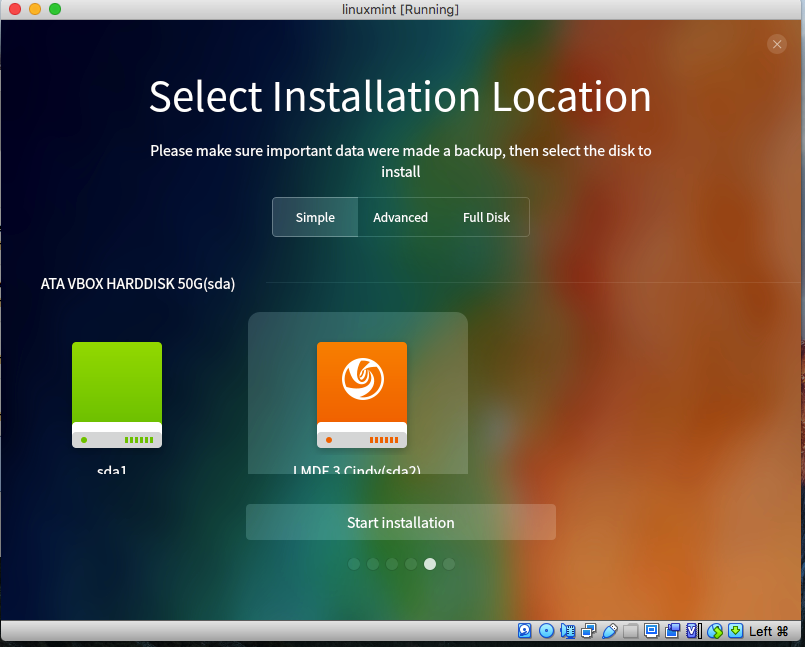 linuxmint [Running]
Select Installation Location
Please make sure important data were made a backup, then select the disk to
install
Simple Advanced Full Disk
ATA VBOX HARDDISK 50G(sda)
sda1 LMDE 3 Cindy(sda2)
Start installation
Left ⌘